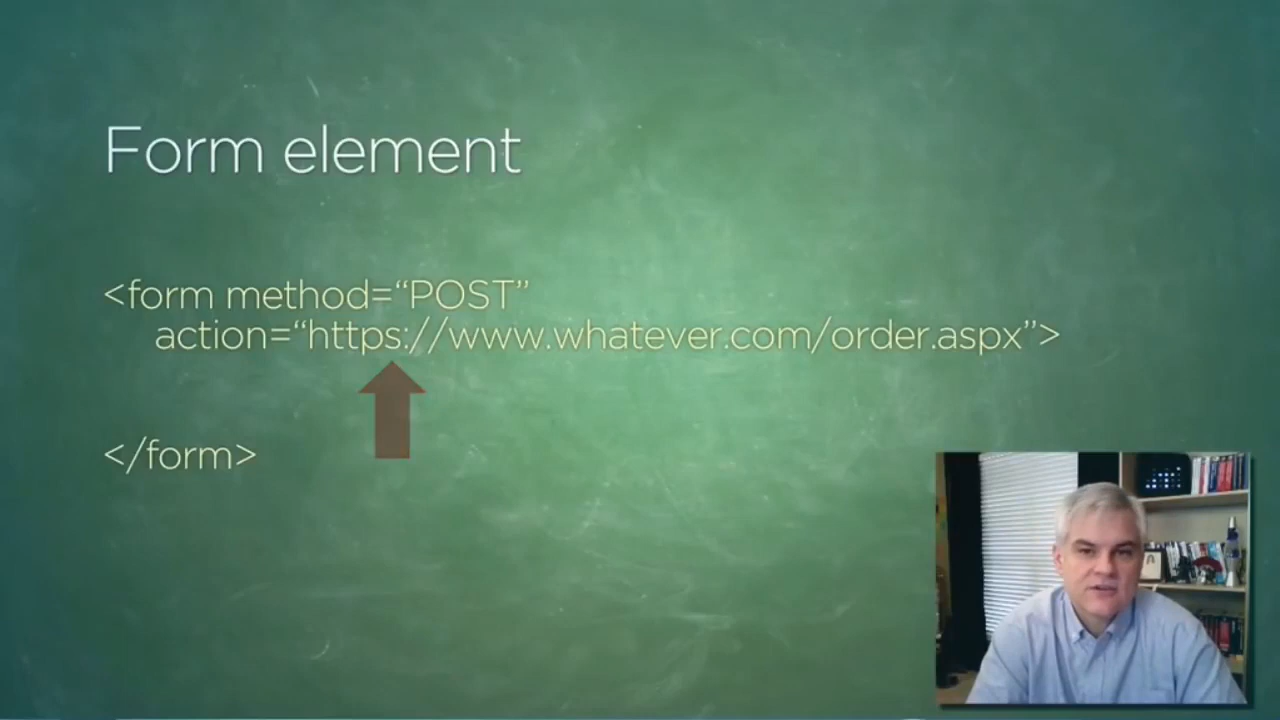 Form element
<form method=“POST”
action=“https://www.whatever.com/order.aspx”>
</form>